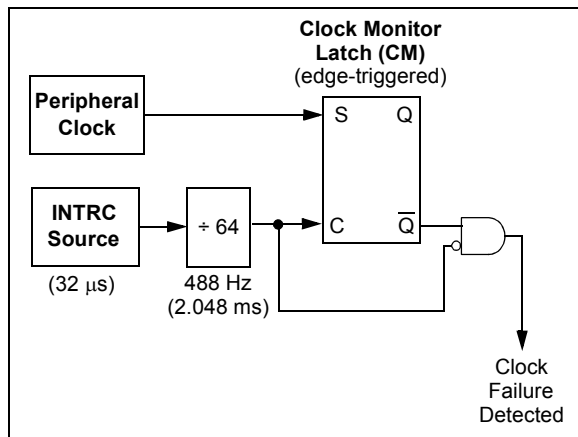 Clock Monitor
Latch (CM)
(edge-triggered)
Peripheral
Clock
S Q
INTRC
Source
÷ 64
C Q̅
(32 μs)
488 Hz
(2.048 ms)
Clock
Failure
Detected